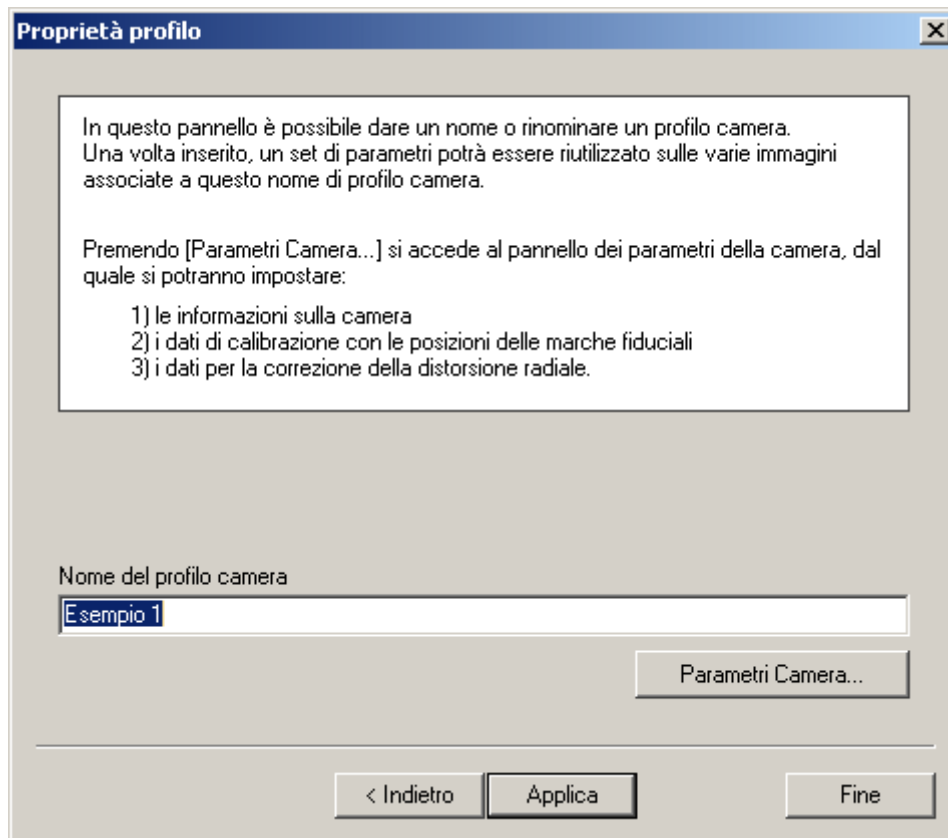 Proprietà profilo
In questo pannello è possibile dare un nome o rinominare un profilo camera.
Una volta inserito, un set di parametri potrà essere riutilizzato sulle varie immagini
associate a questo nome di profilo camera.
Premendo [Parametri Camera...] si accede al pannello dei parametri della camera, dal
quale si potranno impostare:
1) le informazioni sulla camera
2) i dati di calibrazione con le posizioni delle marche fiduciali
3) i dati per la correzione della distorsione radiale.
Nome del profilo camera
Esempio 1
Parametri Camera...
< Indietro
Applica
Fine